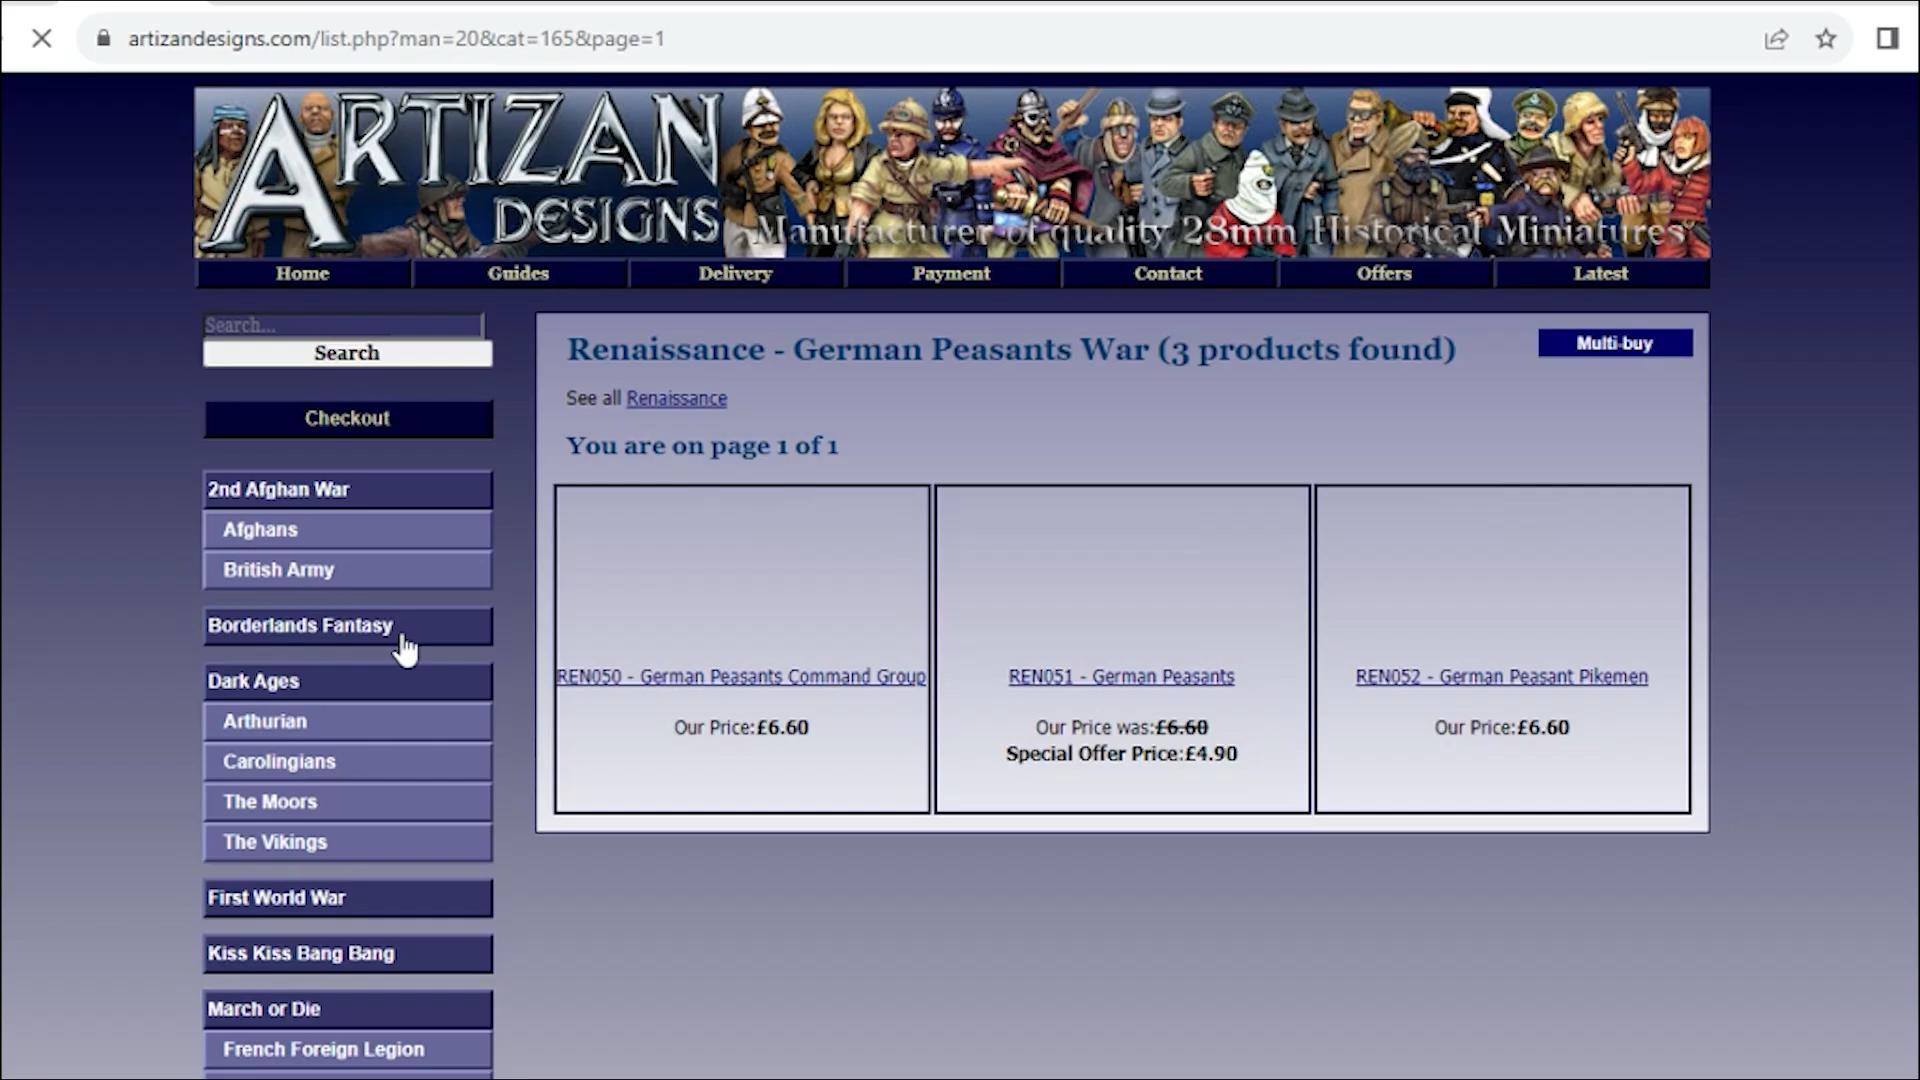 artizandesigns.com/list.php?man=20&cat=165&page=1
ARTIZAN
DESIGNS
Manufacturer of quality 28mm Historical Miniatures
Home
Guides
Delivery
Payment
Contact
Offers
Latest
Search...
Search
Checkout
2nd Afghan War
Afghans
British Army
Borderlands Fantasy
Dark Ages
Arthurian
Carolingians
The Moors
The Vikings
First World War
Kiss Kiss Bang Bang
March or Die
French Foreign Legion
Renaissance - German Peasants War (3 products found)
Multi-buy
See all Renaissance
You are on page 1 of 1
REN050 - German Peasants Command Group
Our Price:£6.60
REN051 - German Peasants
Our Price was:£6.60
Special Offer Price:£4.90
REN052 - German Peasant Pikemen
Our Price:£6.60